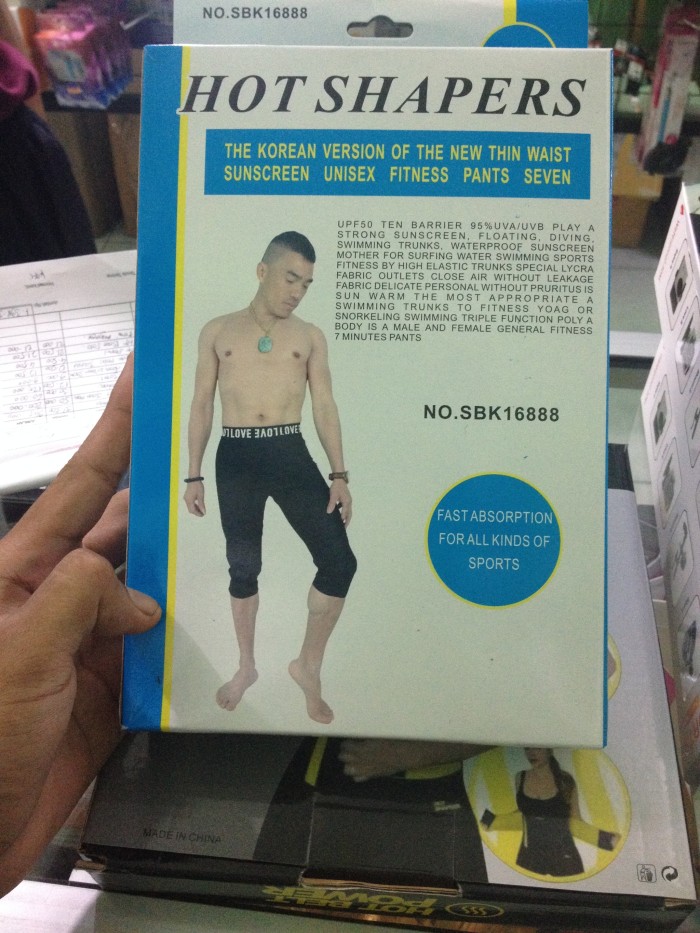 NO.SBK16888
HOT SHAPERS
THE KOREAN VERSION OF THE NEW THIN WAIST
SUNSCREEN UNISEX FITNESS PANTS SEVEN
UPF50 TEN BARRIER 95%UVA/UVB PLAY A
STRONG SUNSCREEN, FLOATING, DIVING,
SWIMMING TRUNKS, WATERPROOF SUNSCREEN
MOTHER FOR SURFING WATER SWIMMING SPORTS
FITNESS BY HIGH ELASTIC TRUNKS SPECIAL LYCRA
FABRIC OUTLETS CLOSE AIR WITHOUT LEAKAGE
FABRIC DELICATE PERSONAL WITHOUT PRURITUS IS
SUN WARM THE MOST APPROPRIATE A
SWIMMING TRUNKS TO FITNESS YOAG OR
SNORKELING SWIMMING TRIPLE FUNCTION POLY A
BODY IS A MALE AND FEMALE GENERAL FITNESS
7 MINUTES PANTS
NO.SBK16888
FAST ABSORPTION
FOR ALL KINDS OF
SPORTS
MADE IN CHINA
HOT BELT
POWER